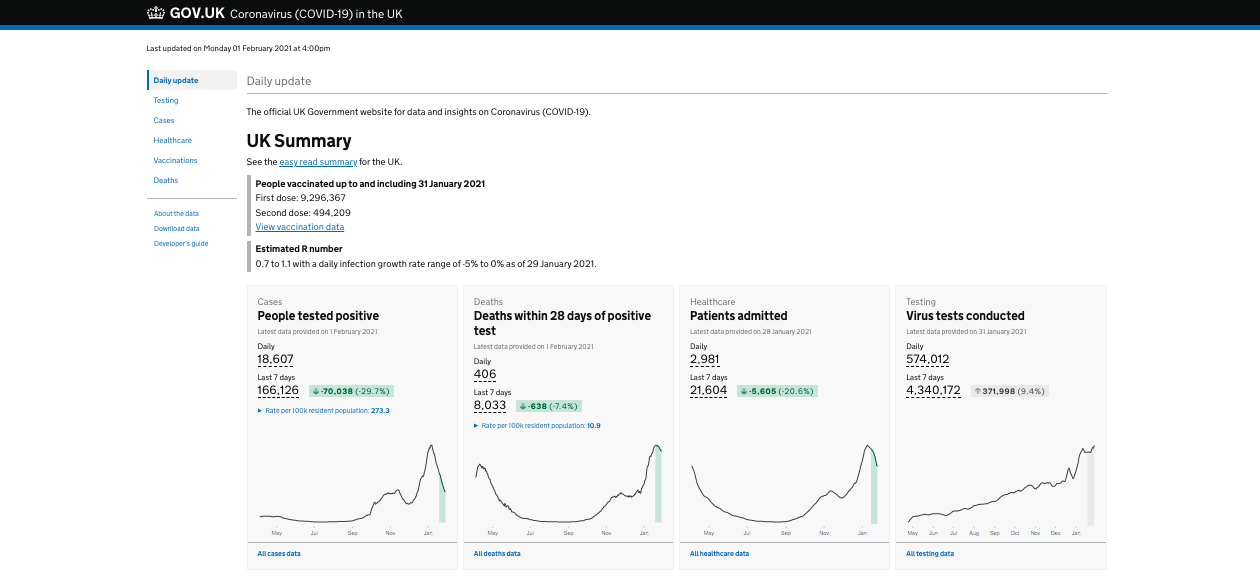 GOV.UK Coronavirus (COVID-19) in the UK
Last updated on Monday 01 February 2021 at 4:00pm
Daily update
Testing
Cases
Healthcare
Vaccinations
Deaths
About the data
Download data
Developer's guide
Daily update
The official UK Government website for data and insights on Coronavirus (COVID-19).
UK Summary
See the easy read summary for the UK.
People vaccinated up to and including 31 January 2021
First dose: 9,296,367
Second dose: 494,209
View vaccination data
Estimated R number
0.7 to 1.1 with a daily infection growth rate range of -5% to 0% as of 29 January 2021.
Cases
People tested positive
Latest data provided on 1 February 2021
Daily
18,607
Last 7 days
166,126 -70,038 (-29.7%)
Rate per 100k resident population: 273.3
May Jul Sep Nov Jan
All cases data
Deaths
Deaths within 28 days of positive
test
Latest data provided on 1 February 2021
Daily
406
Last 7 days
8,033 -638 (-7.4%)
Rate per 100k resident population: 10.9
May Jul Sep Nov Jan
All deaths data
Healthcare
Patients admitted
Latest data provided on 28 January 2021
Daily
2,981
Last 7 days
21,604 -5,605 (-20.6%)
May Jul Sep Nov Jan
All healthcare data
Testing
Virus tests conducted
Latest data provided on 31 January 2021
Daily
574,012
Last 7 days
4,340,172 371,998 (9.4%)
May Jun Jul Aug Sep Oct Nov Dec Jan
All testing data